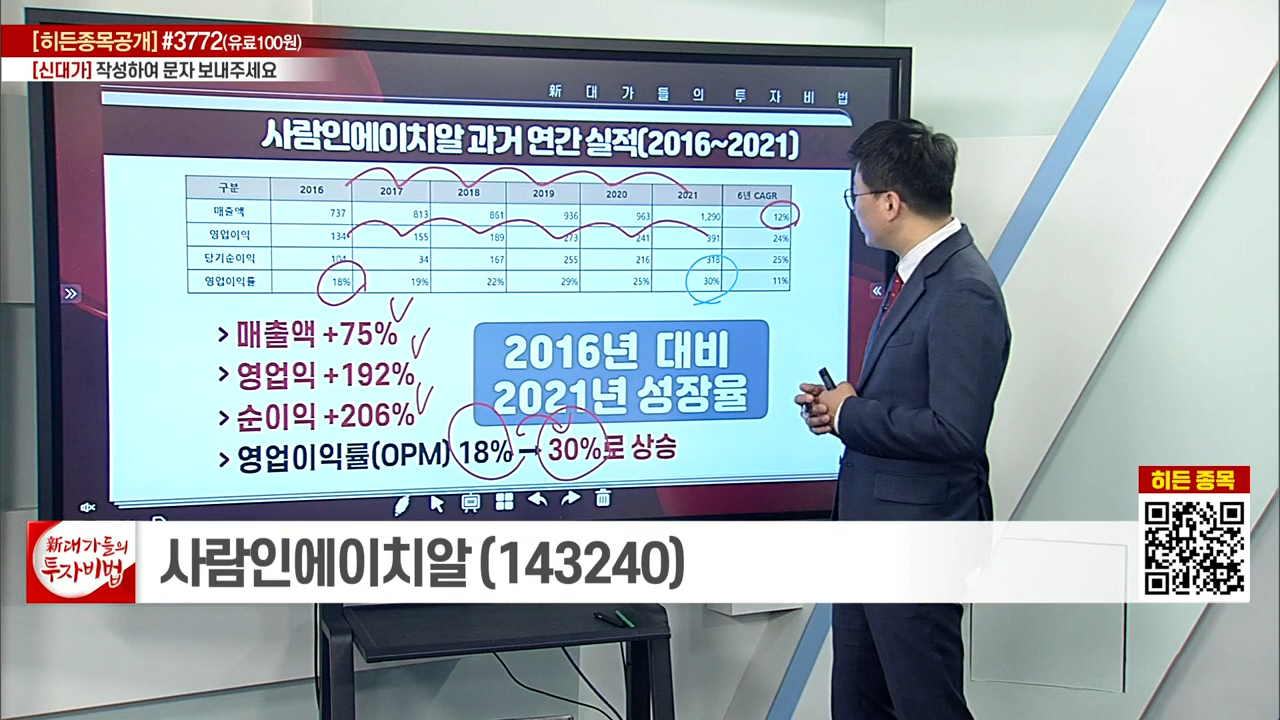 [히든종목공개] #3772(유료100원)
[신대가] 작성하여 문자 보내주세요
新 대 가 들 의 투 자 비 법
사람인에이치알 과거 연간 실적(2016~2021)
구분 2016 2017 2018 2019 2020 2021 6년 CAGR
매출액 737 813 861 936 963 1,290 12%
영업이익 134 155 189 273 241 391 24%
당기순이익 104 34 167 255 216 318 25%
영업이익률 18% 19% 22% 29% 25% 30% 11%
> 매출액 +75%
> 영업익 +192%
> 순이익 +206%
> 영업이익률(OPM) 18% → 30%로 상승
2016년 대비
2021년 성장율
히든 종목
新대가들의
투자비법
사람인에이치알 (143240)